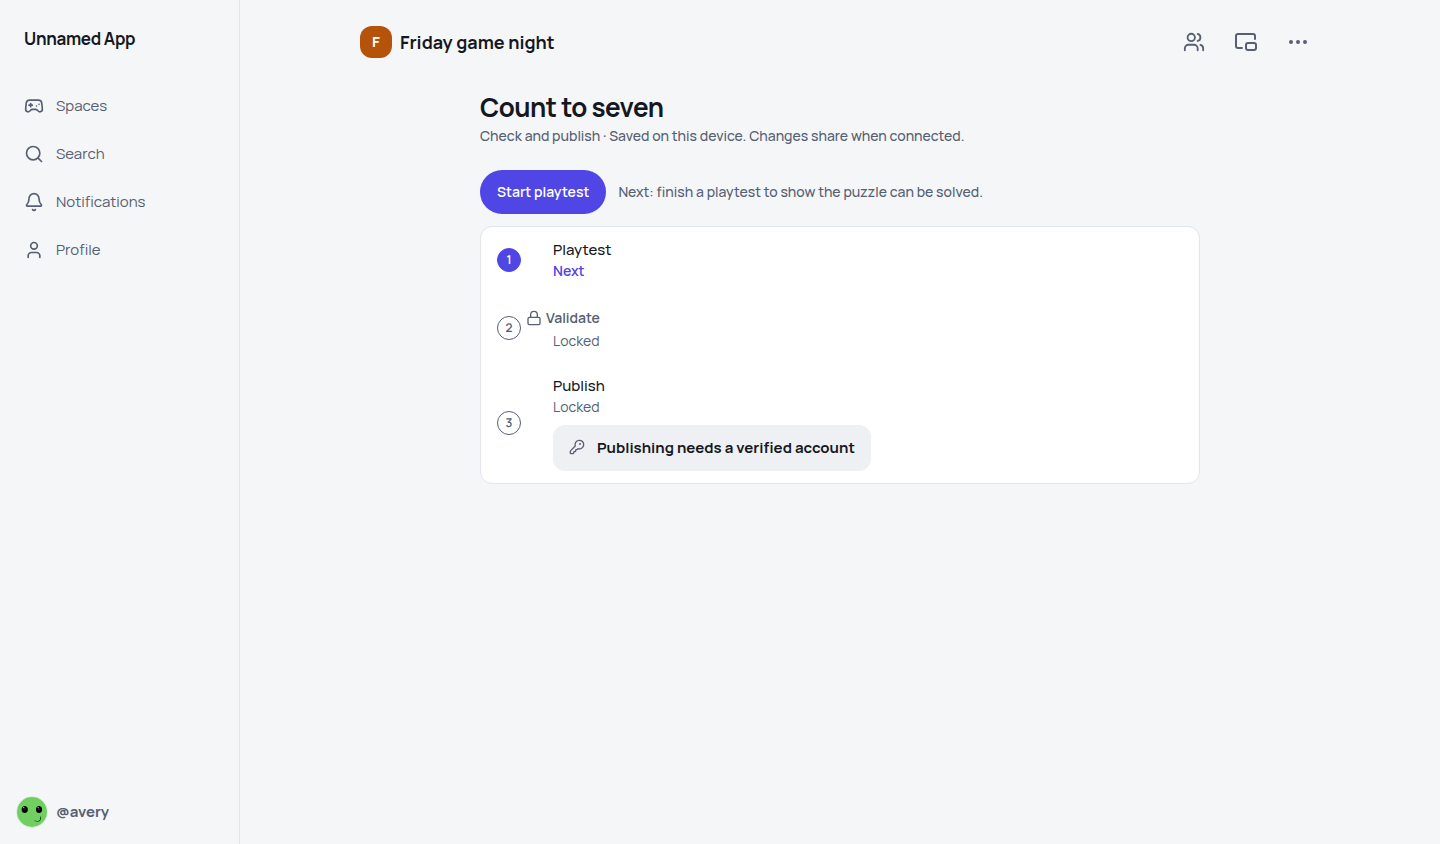 Unnamed App
Spaces
Search
Notifications
Profile
@avery
F Friday game night
Count to seven
Check and publish · Saved on this device. Changes share when connected.
Start playtest
Next: finish a playtest to show the puzzle can be solved.
1 Playtest
Next
2 Validate
Locked
3 Publish
Locked
Publishing needs a verified account